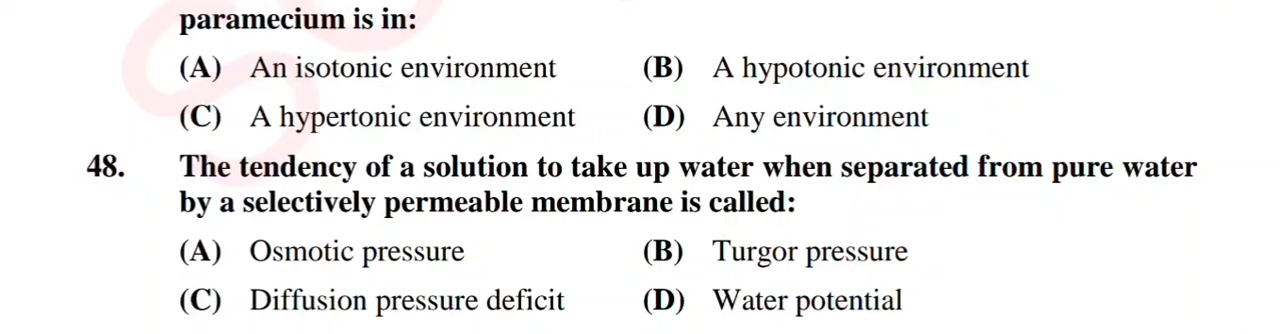 paramecium is in:
(A) An isotonic environment (B) A hypotonic environment
(C) A hypertonic environment (D) Any environment
48. The tendency of a solution to take up water when separated from pure water
by a selectively permeable membrane is called:
(A) Osmotic pressure (B) Turgor pressure
(C) Diffusion pressure deficit (D) Water potential